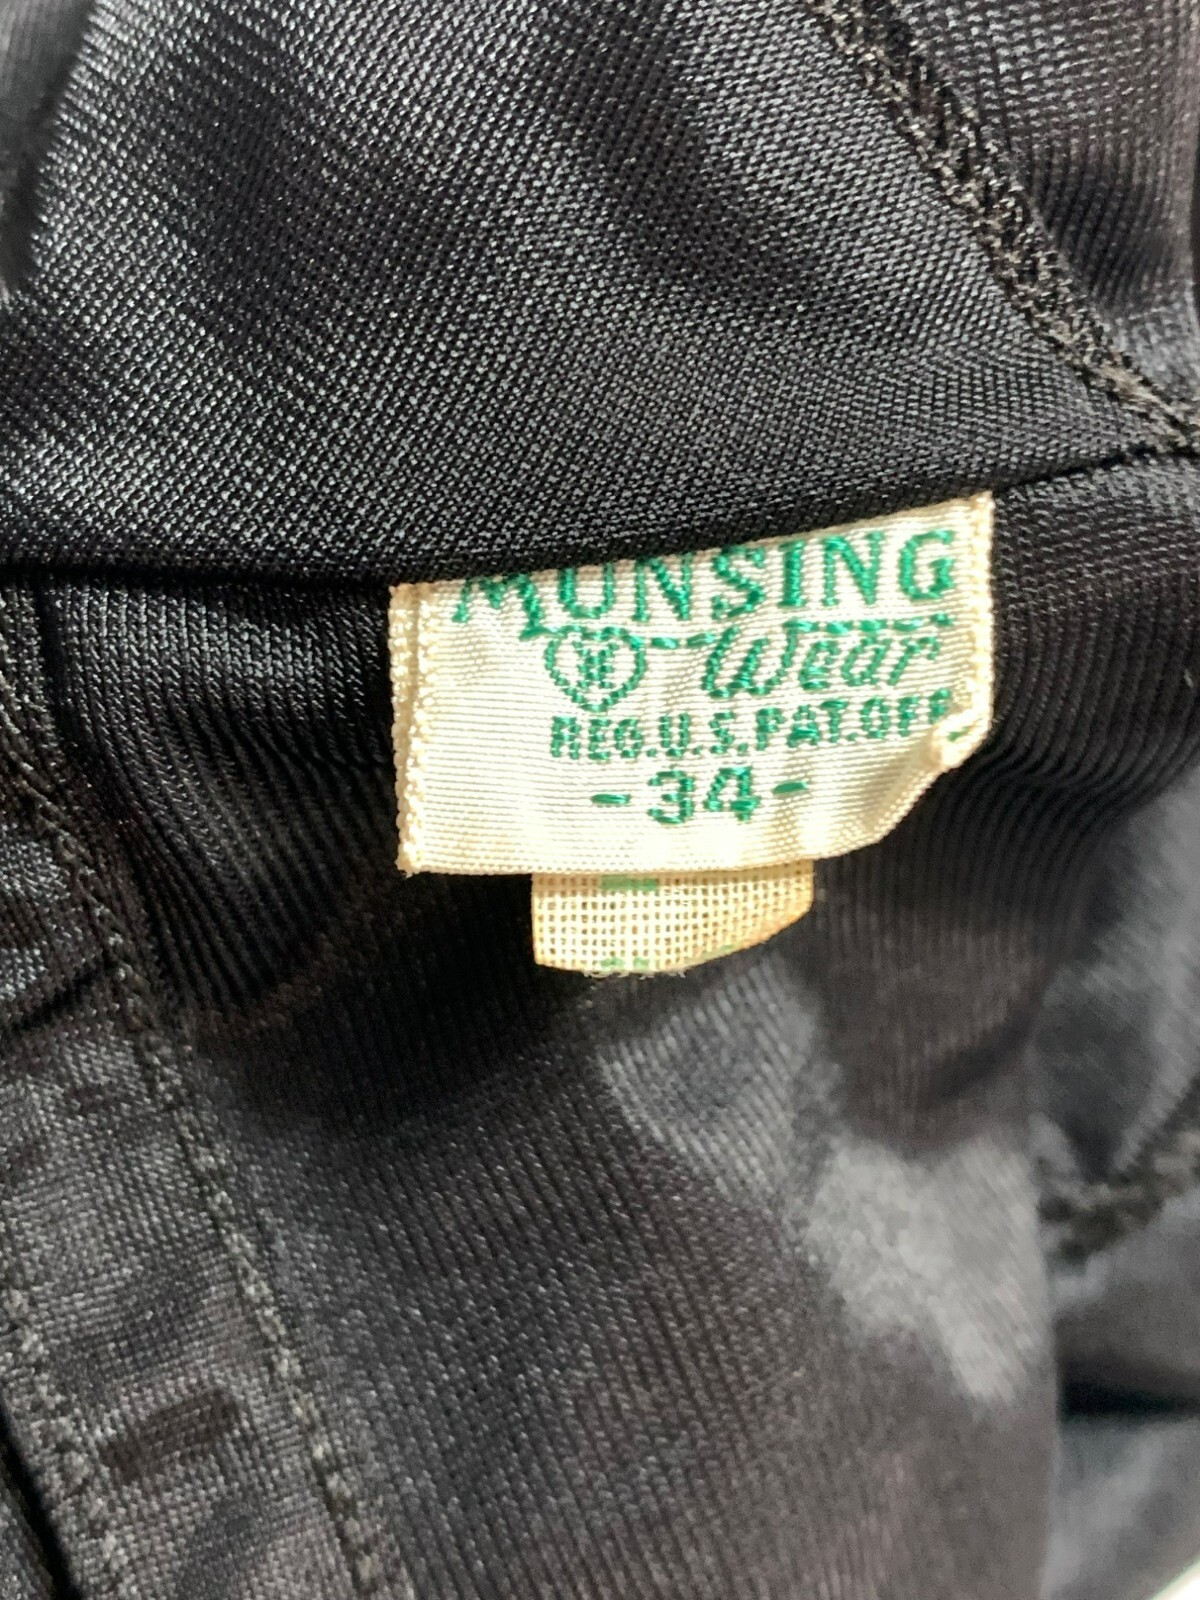 MUNSING
Wear
REG.U.S.PAT.OFF
-34-